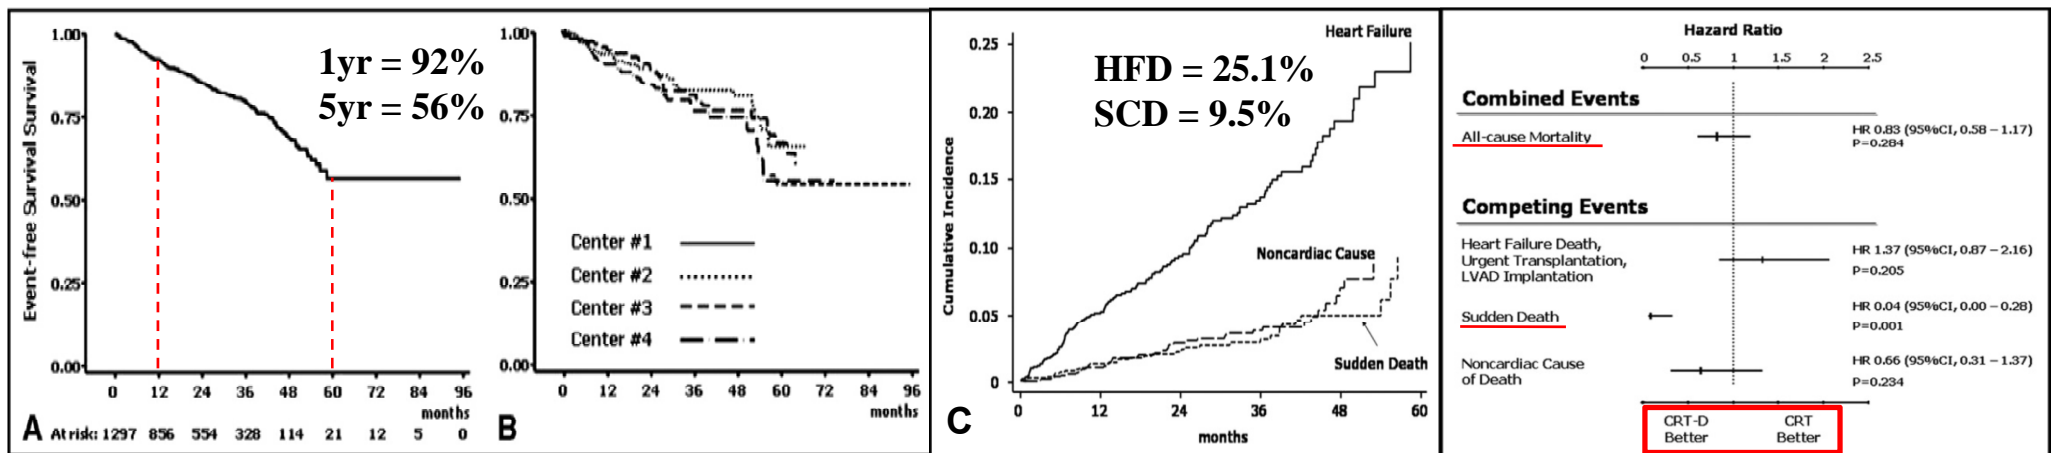 Event-free Survival Survival
1.00
0.75
0.50
0.25
0.00
1yr = 92%
5yr = 56%
0 12 24 36 48 60 72 84 96
months
A
At risk: 1297 856 554 328 114 21 12 5 0
1.00
0.75
0.50
0.25
0.00
Center #1
Center #2
Center #3
Center #4
0 12 24 36 48 60 72 84 96
months
B
Cumulative Incidence
0.25
0.20
0.15
0.10
0.05
0
HFD = 25.1%
SCD = 9.5%
Heart Failure
Noncardiac Cause
Sudden Death
0 12 24 36 48 60
months
C
Hazard Ratio
0 0.5 1 1.5 2 2.5
Combined Events
All-cause Mortality
HR 0.83 (95%CI, 0.58 – 1.17)
P=0.284
Competing Events
Heart Failure Death,
Urgent Transplantation,
LVAD Implantation
HR 1.37 (95%CI, 0.87 – 2.16)
P=0.205
Sudden Death
HR 0.04 (95%CI, 0.00 – 0.28)
P=0.001
Noncardiac Cause
of Death
HR 0.66 (95%CI, 0.31 – 1.37)
P=0.234
CRT-D
Better
CRT
Better